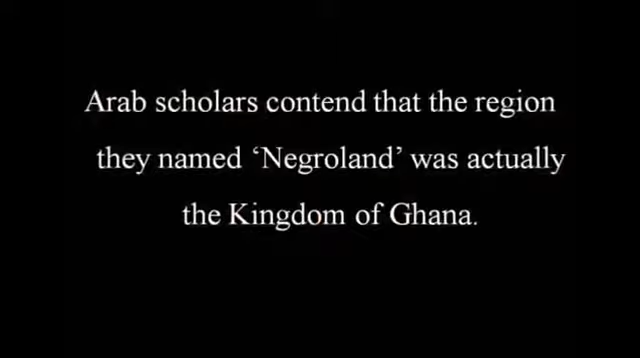 Arab scholars contend that the region
they named ‘Negroland’ was actually
the Kingdom of Ghana.